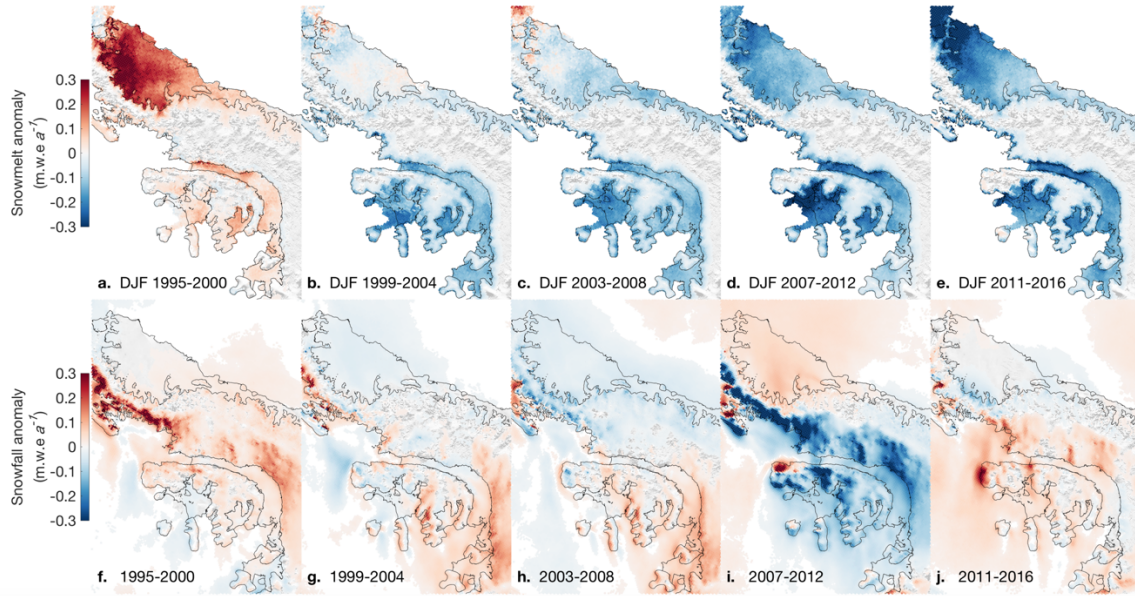 0.3
0.2
0.1
0
-0.1
-0.2
-0.3
Snowmelt anomaly
(m.w.e a⁻¹)
a. DJF 1995-2000
b. DJF 1999-2004
c. DJF 2003-2008
d. DJF 2007-2012
e. DJF 2011-2016
0.3
0.2
0.1
0
-0.1
-0.2
-0.3
Snowfall anomaly
(m.w.e a⁻¹)
f. 1995-2000
g. 1999-2004
h. 2003-2008
i. 2007-2012
j. 2011-2016